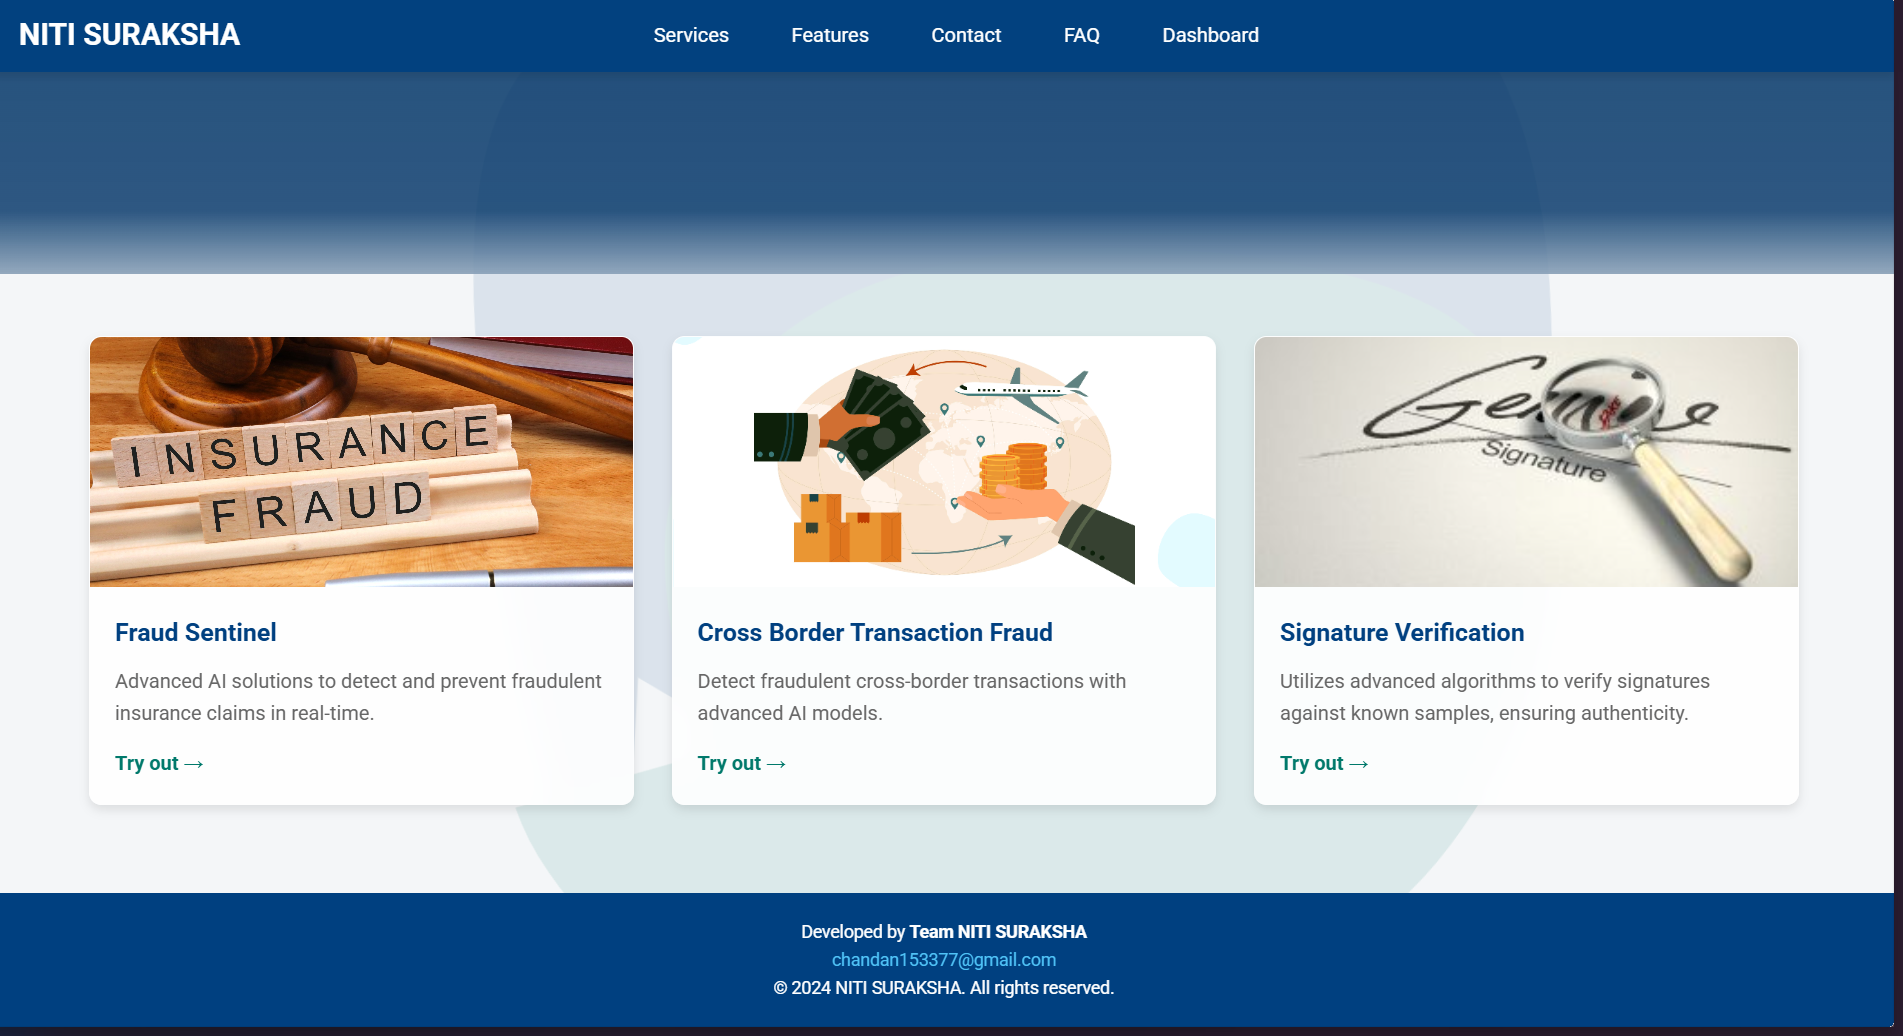 NITI SURAKSHA
Services
Features
Contact
FAQ
Dashboard
INSURANCE
FRAUD
Genuine
FAKE
Signature
Fraud Sentinel
Advanced AI solutions to detect and prevent fraudulent
insurance claims in real-time.
Try out →
Cross Border Transaction Fraud
Detect fraudulent cross-border transactions with
advanced AI models.
Try out →
Signature Verification
Utilizes advanced algorithms to verify signatures
against known samples, ensuring authenticity.
Try out →
Developed by Team NITI SURAKSHA
chandan153377@gmail.com
© 2024 NITI SURAKSHA. All rights reserved.